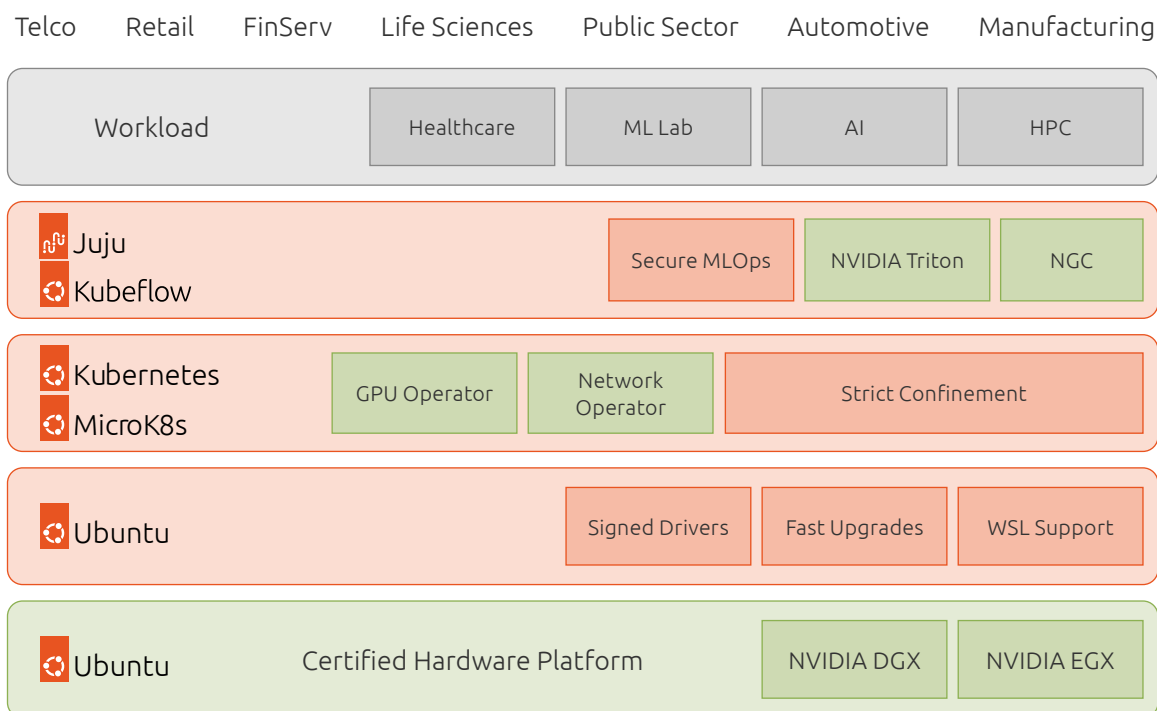 Telco Retail FinServ Life Sciences Public Sector Automotive Manufacturing
Workload
Healthcare
ML Lab
AI
HPC
Juju
Kubeflow
Secure MLOps
NVIDIA Triton
NGC
Kubernetes
MicroK8s
GPU Operator
Network
Operator
Strict Confinement
Ubuntu
Signed Drivers
Fast Upgrades
WSL Support
Ubuntu
Certified Hardware Platform
NVIDIA DGX
NVIDIA EGX